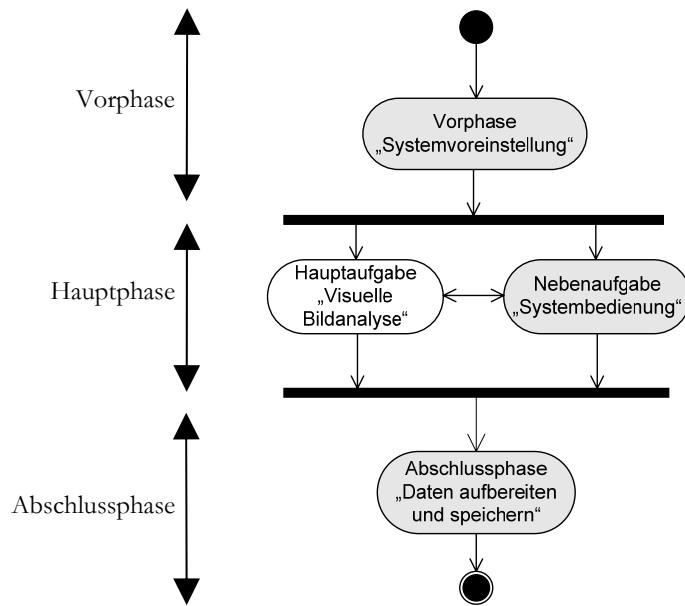 Vorphase
Vorphase
„Systemvoreinstellung“
Hauptphase
Hauptaufgabe
„Visuelle
Bildanalyse“
Nebenaufgabe
„Systembedienung“
Abschlussphase
Abschlussphase
„Daten aufbereiten
und speichern“